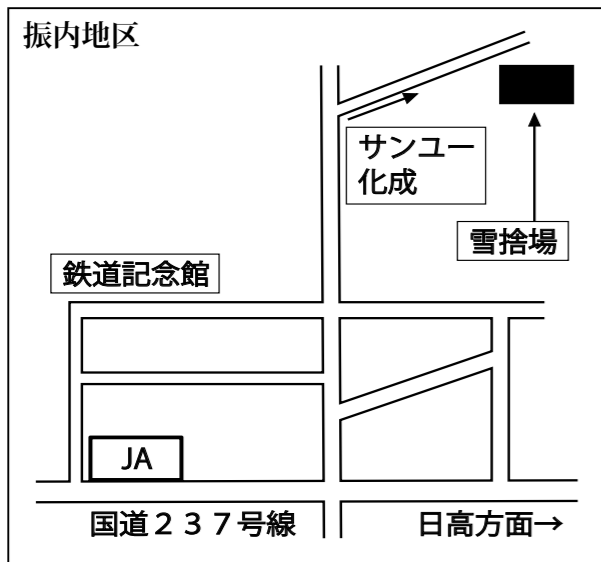 振内地区
サンユー
化成
雪捨場
鉄道記念館
JA
国道２３７号線
日高方面→